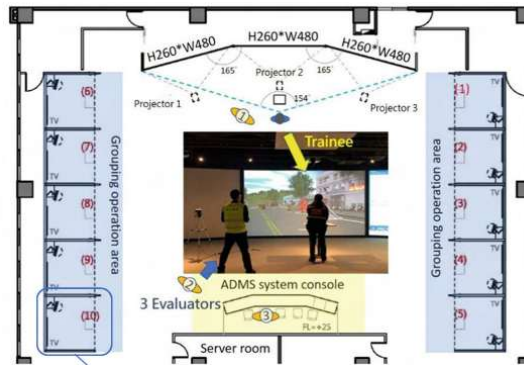 H260*W480
H260*W480
H260*W480
165°
165°
Projector 2
154°
Projector 1
Projector 3
①
Trainee
TV
(6)
TV
(7)
TV
(8)
TV
(9)
TV
(10)
Grouping operation area
(1)
TV
(2)
TV
(3)
TV
(4)
TV
(5)
TV
Grouping operation area
②
3 Evaluators
ADMS system console
③
FL=+25
Server room